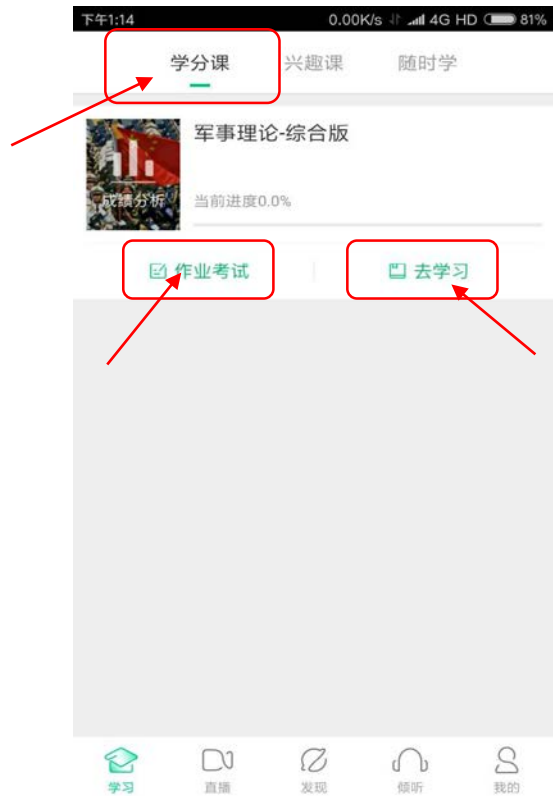 下午1:14 0.00K/s 4G HD 81%
学分课 兴趣课 随时学
军事理论-综合版
成绩分析
当前进度0.0%
作业考试 去学习
学习 直播 发现 倾听 我的